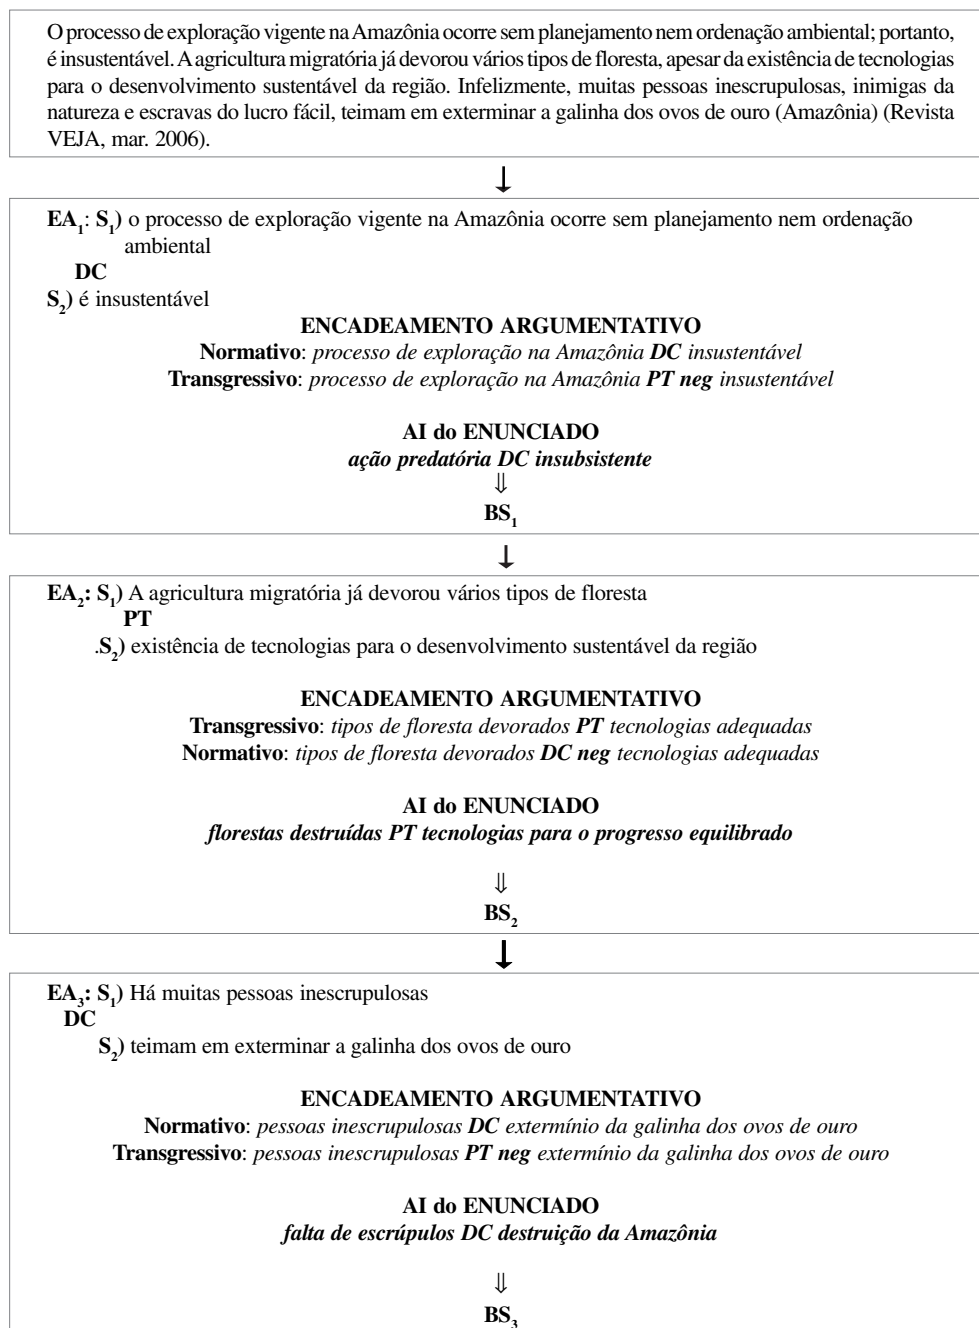 O processo de exploração vigente na Amazônia ocorre sem planejamento nem ordenação ambiental; portanto,
é insustentável. A agricultura migratória já devorou vários tipos de floresta, apesar da existência de tecnologias
para o desenvolvimento sustentável da região. Infelizmente, muitas pessoas inescrupulosas, inimigas da
natureza e escravas do lucro fácil, teimam em exterminar a galinha dos ovos de ouro (Amazônia) (Revista
VEJA, mar. 2006).
↓
EA₁: S₁) o processo de exploração vigente na Amazônia ocorre sem planejamento nem ordenação
ambiental
DC
S₂) é insustentável
ENCADEAMENTO ARGUMENTATIVO
Normativo: processo de exploração na Amazônia DC insustentável
Transgressivo: processo de exploração na Amazônia PT neg insustentável
AI do ENUNCIADO
ação predatória DC insubsistente
⇓
BS₁
↓
EA₂: S₁) A agricultura migratória já devorou vários tipos de floresta
PT
.S₂) existência de tecnologias para o desenvolvimento sustentável da região
ENCADEAMENTO ARGUMENTATIVO
Transgressivo: tipos de floresta devorados PT tecnologias adequadas
Normativo: tipos de floresta devorados DC neg tecnologias adequadas
AI do ENUNCIADO
florestas destruídas PT tecnologias para o progresso equilibrado
⇓
BS₂
↓
EA₃: S₁) Há muitas pessoas inescrupulosas
DC
S₂) teimam em exterminar a galinha dos ovos de ouro
ENCADEAMENTO ARGUMENTATIVO
Normativo: pessoas inescrupulosas DC extermínio da galinha dos ovos de ouro
Transgressivo: pessoas inescrupulosas PT neg extermínio da galinha dos ovos de ouro
AI do ENUNCIADO
falta de escrúpulos DC destruição da Amazônia
⇓
BS₃